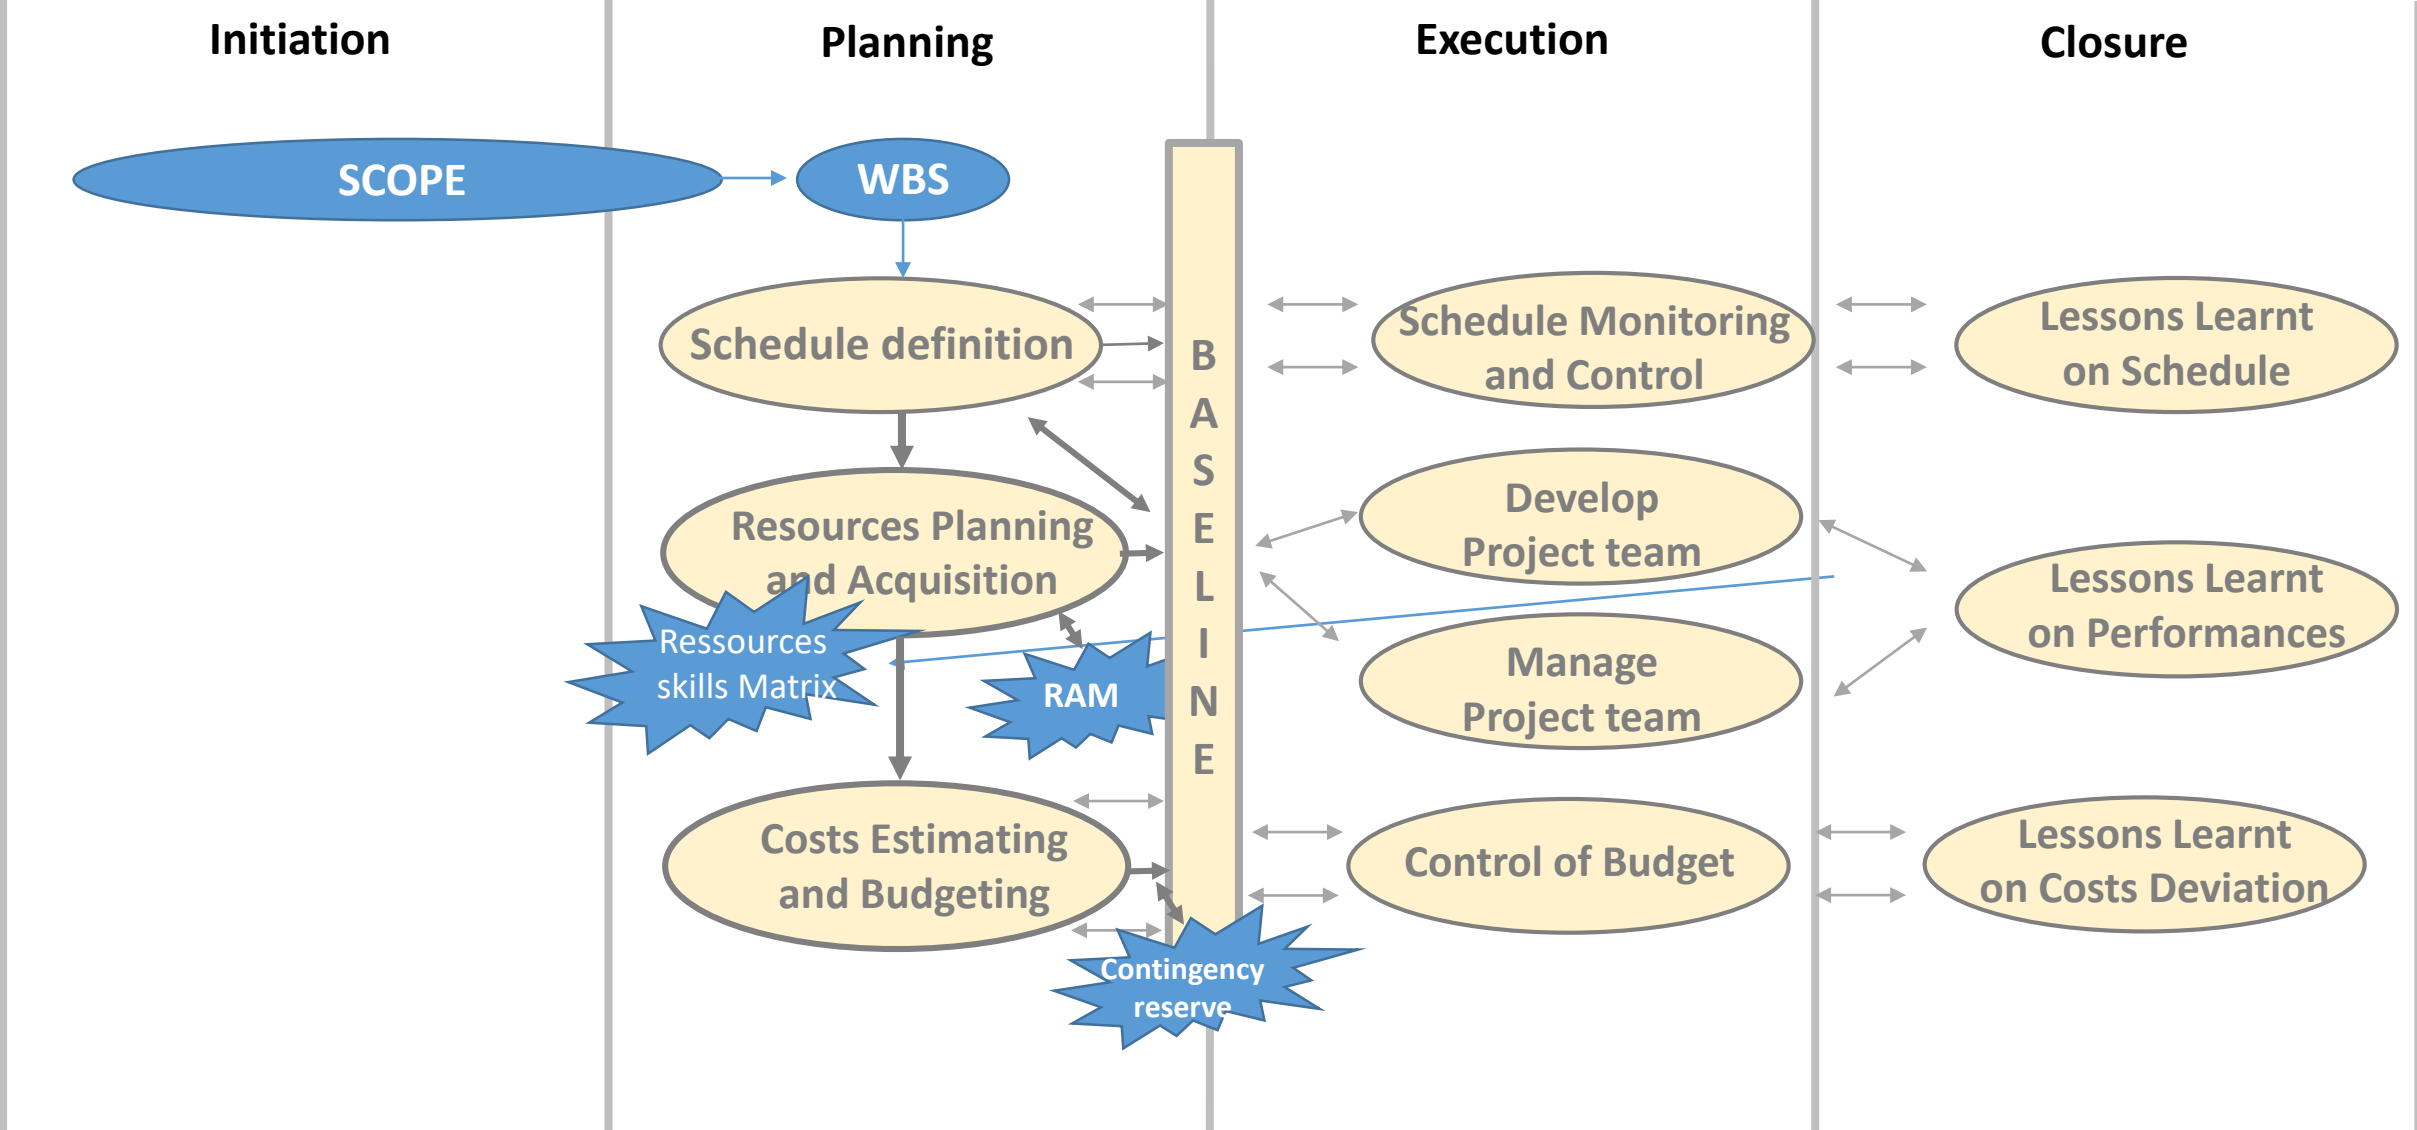 Initiation
Planning
Execution
Closure
SCOPE
WBS
Schedule definition
Resources Planning
and Acquisition
Ressources
skills Matrix
RAM
Costs Estimating
and Budgeting
Contingency
reserve
B
A
S
E
L
I
N
E
Schedule Monitoring
and Control
Develop
Project team
Manage
Project team
Control of Budget
Lessons Learnt
on Schedule
Lessons Learnt
on Performances
Lessons Learnt
on Costs Deviation